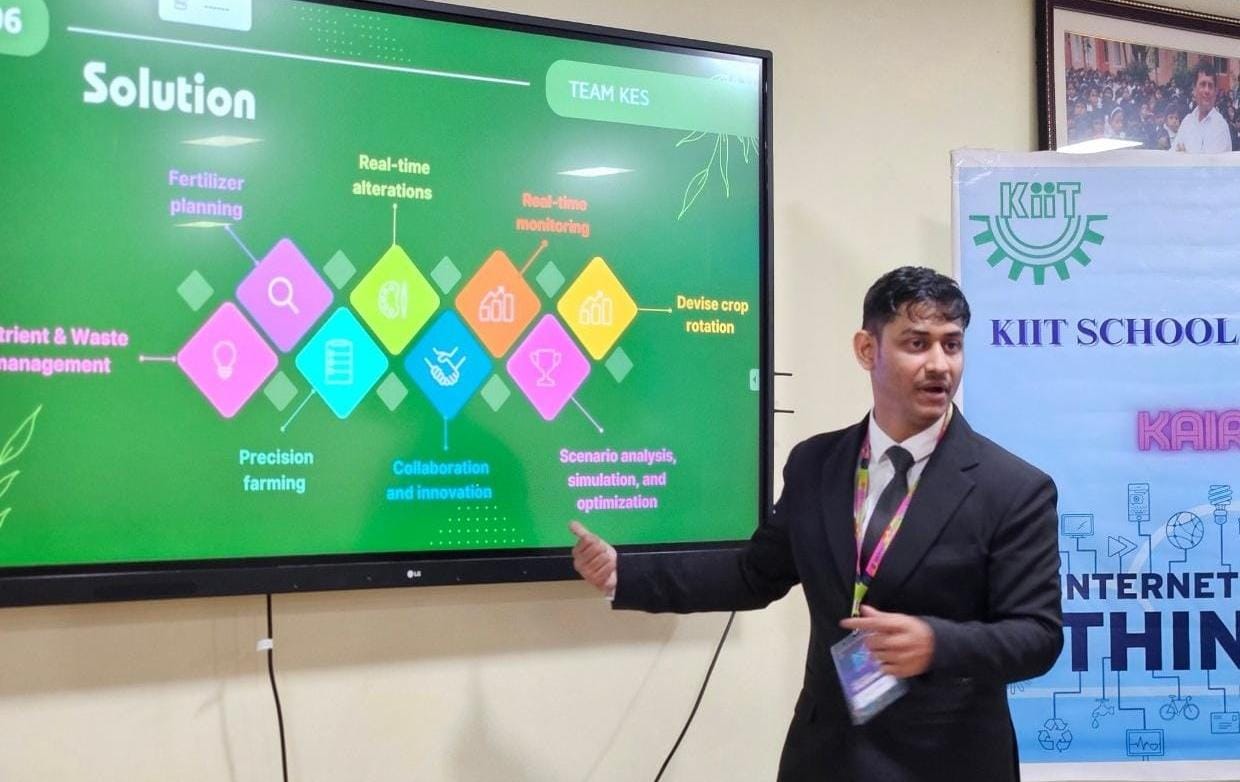 06
Solution
TEAM KES
Fertilizer
planning
Real-time
alterations
Real-time
monitoring
Devise crop
rotation
trient & Waste
management
Precision
farming
Collaboration
and innovation
Scenario analysis,
simulation, and
optimization
LG
KiiT
KIIT SCHOOL
KAIR
INTERNET
THIN